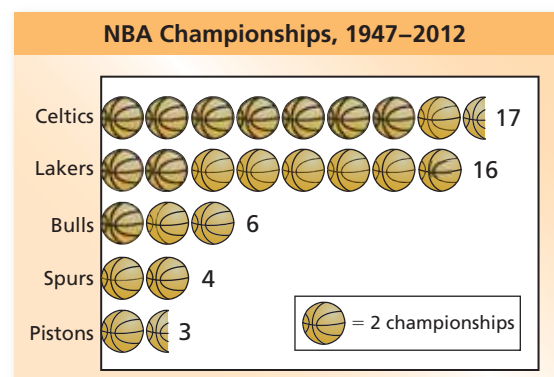 NBA Championships, 1947–2012
Celtics 17
Lakers 16
Bulls 6
Spurs 4
Pistons 3
= 2 championships